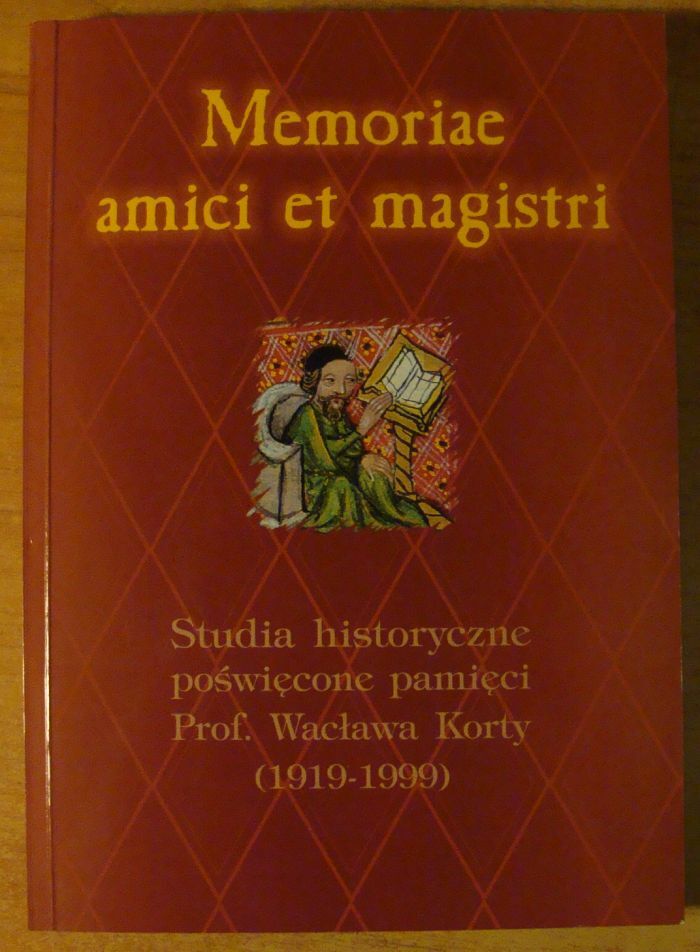 Memoriae
amici et magistri
Studia historyczne
poświęcone pamięci
Prof. Wacława Korty
(1919-1999)